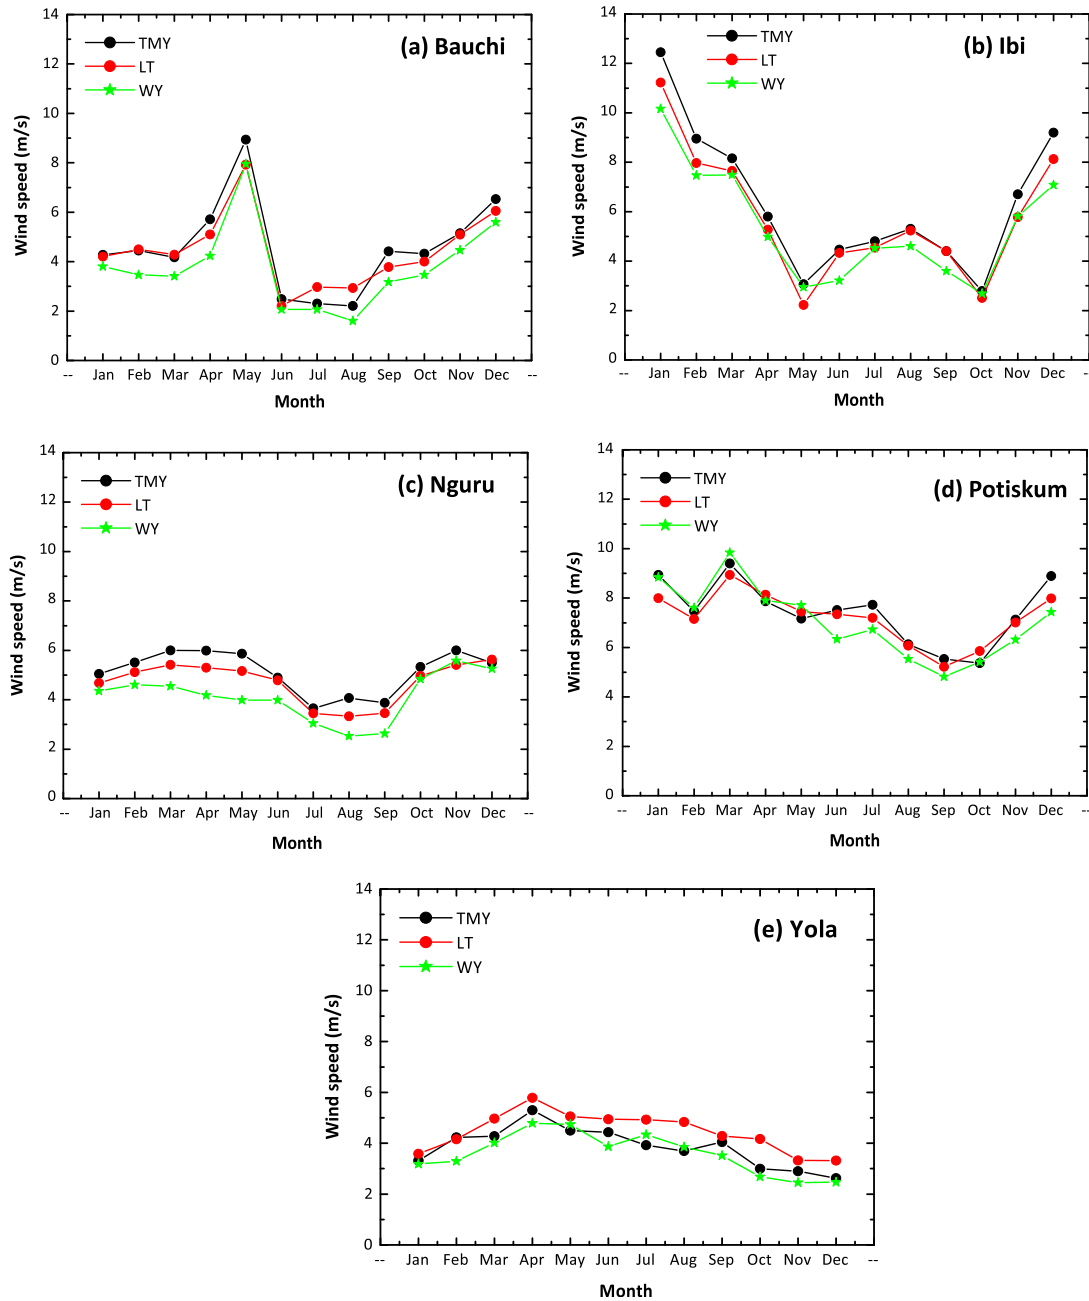 (a) Bauchi
TMY
LT
WY
Wind speed (m/s)
14
12
10
8
6
4
2
0
-- Jan Feb Mar Apr May Jun Jul Aug Sep Oct Nov Dec --
Month
(b) Ibi
TMY
LT
WY
Wind speed (m/s)
14
12
10
8
6
4
2
0
-- Jan Feb Mar Apr May Jun Jul Aug Sep Oct Nov Dec --
Month
(c) Nguru
TMY
LT
WY
Wind speed (m/s)
14
12
10
8
6
4
2
0
-- Jan Feb Mar Apr May Jun Jul Aug Sep Oct Nov Dec --
Month
(d) Potiskum
TMY
LT
WY
Wind speed (m/s)
14
12
10
8
6
4
2
0
-- Jan Feb Mar Apr May Jun Jul Aug Sep Oct Nov Dec --
Month
(e) Yola
TMY
LT
WY
Wind speed (m/s)
14
12
10
8
6
4
2
0
-- Jan Feb Mar Apr May Jun Jul Aug Sep Oct Nov Dec --
Month